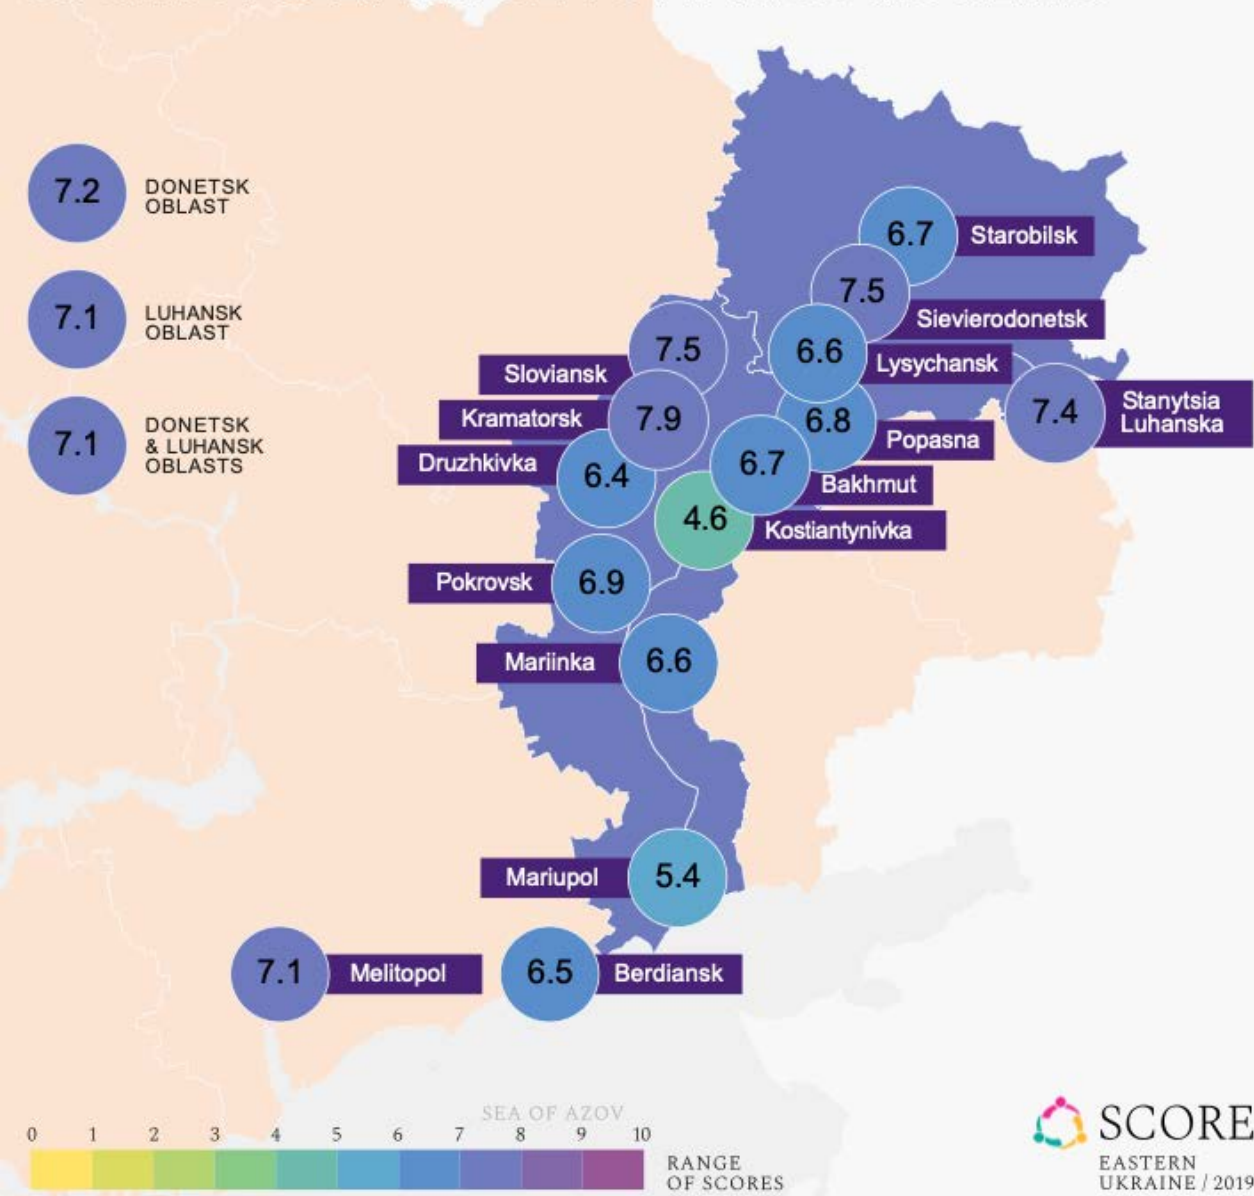 7.2
DONETSK
OBLAST
7.1
LUHANSK
OBLAST
7.1
DONETSK
& LUHANSK
OBLASTS
6.7
Starobilsk
7.5
Sievierodonetsk
7.5
Sloviansk
6.6
Lysychansk
7.4
Stanytsia
Luhanska
7.9
Kramatorsk
6.8
Popasna
6.4
Druzhkivka
6.7
Bakhmut
4.6
Kostiantynivka
6.9
Pokrovsk
6.6
Mariinka
5.4
Mariupol
7.1
Melitopol
6.5
Berdiansk
SEA OF AZOV
0 1 2 3 4 5 6 7 8 9 10
RANGE
OF SCORES
SCORE
EASTERN
UKRAINE / 2019